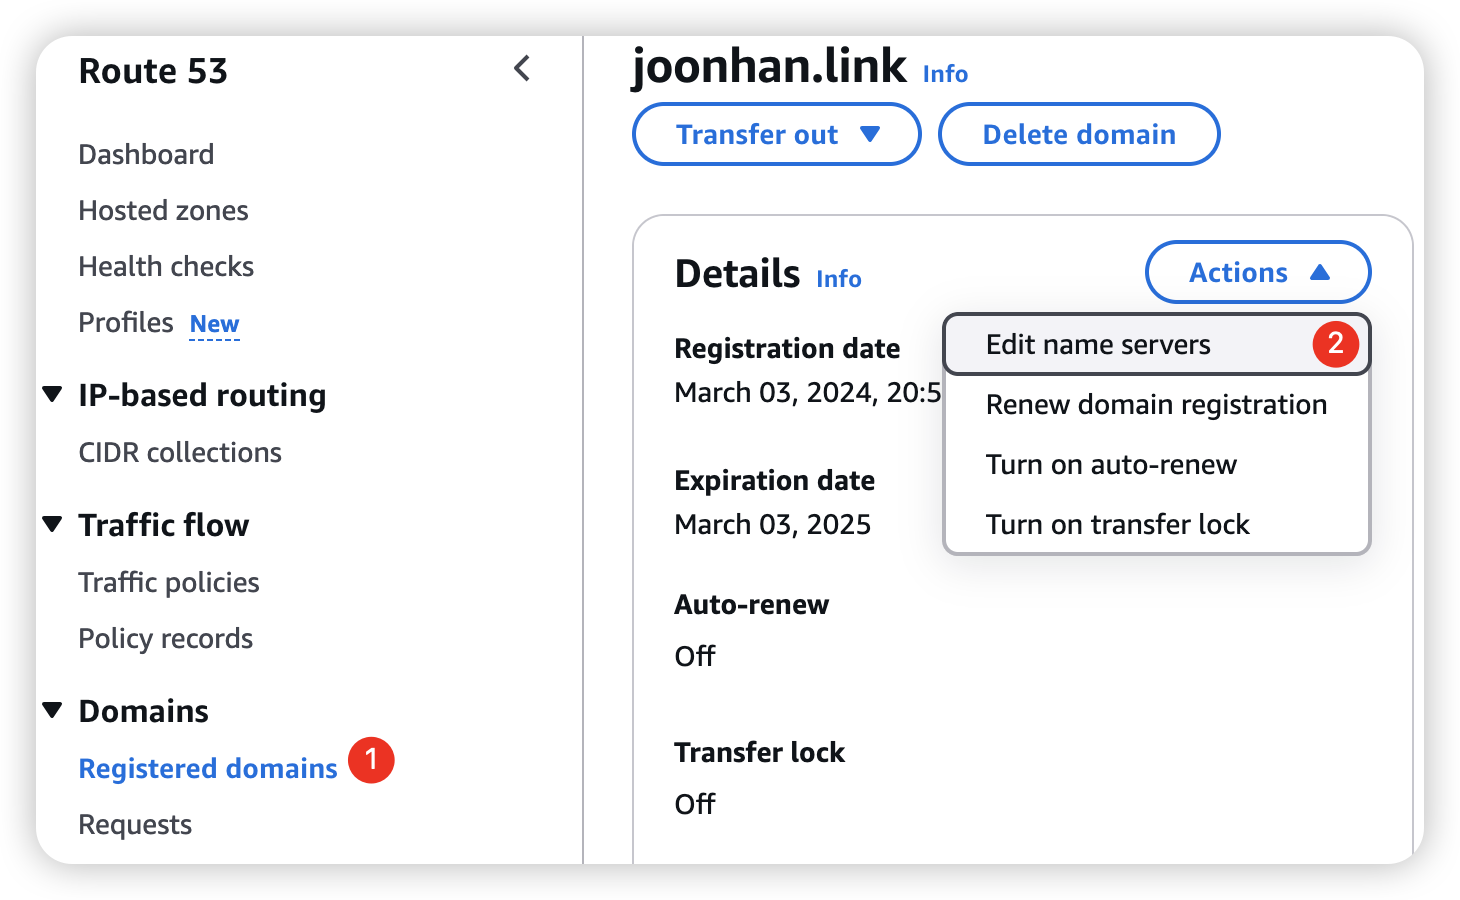 Route 53
Dashboard
Hosted zones
Health checks
Profiles New
IP-based routing
CIDR collections
Traffic flow
Traffic policies
Policy records
Domains
Registered domains 1
Requests
joonhan.link Info
Transfer out
Delete domain
Details Info
Actions
Edit name servers 2
Renew domain registration
Turn on auto-renew
Turn on transfer lock
Registration date
March 03, 2024, 20:5
Expiration date
March 03, 2025
Auto-renew
Off
Transfer lock
Off